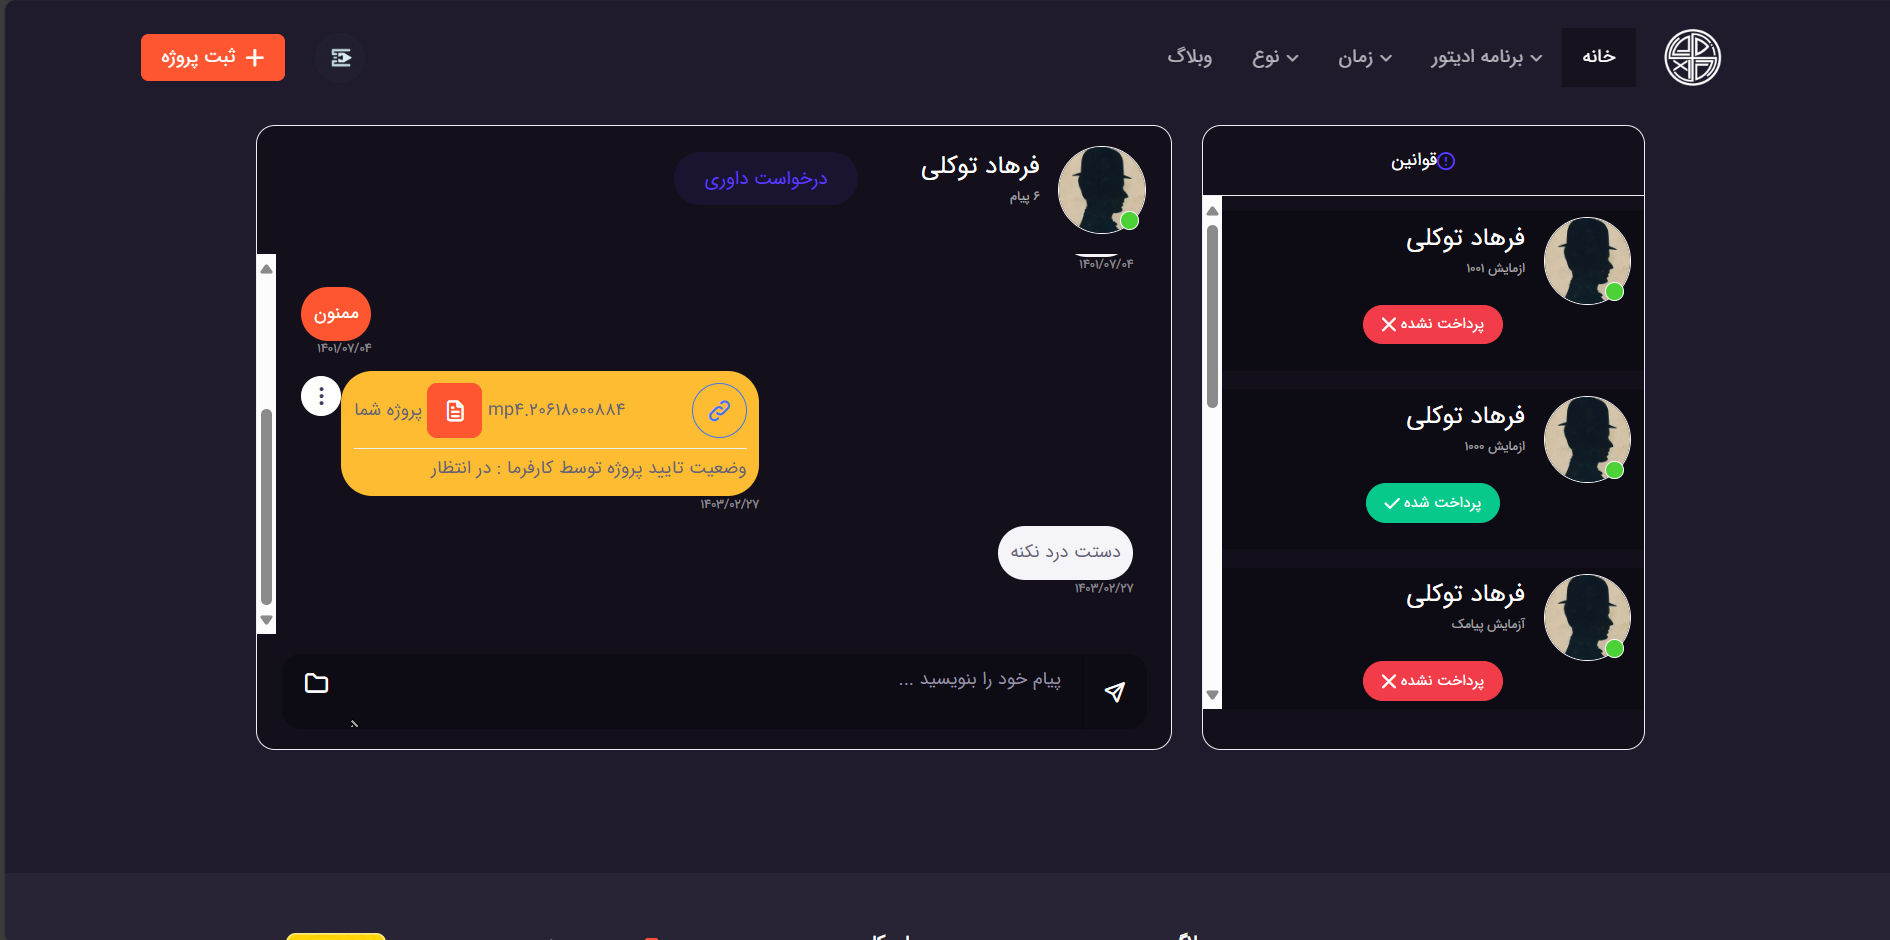 خانه
برنامه ادیتور
زمان
نوع
وبلاگ
ثبت پروژه
قوانین
فرهاد توکلی
ازمایش ۱۰۰۱
پرداخت نشده
فرهاد توکلی
ازمایش ۱۰۰۰
پرداخت شده
فرهاد توکلی
آزمایش پیامک
پرداخت نشده
فرهاد توکلی
۶ پیام
درخواست داوری
۱۴۰۱/۰۷/۰۴
ممنون
۱۴۰۱/۰۷/۰۴
mp۴.۲۰۶۱۸۰۰۰۸۸۴
پروژه شما
وضعیت تایید پروژه توسط کارفرما : در انتظار
۱۴۰۳/۰۲/۲۷
دستت درد نکنه
۱۴۰۳/۰۲/۲۷
پیام خود را بنویسید ...